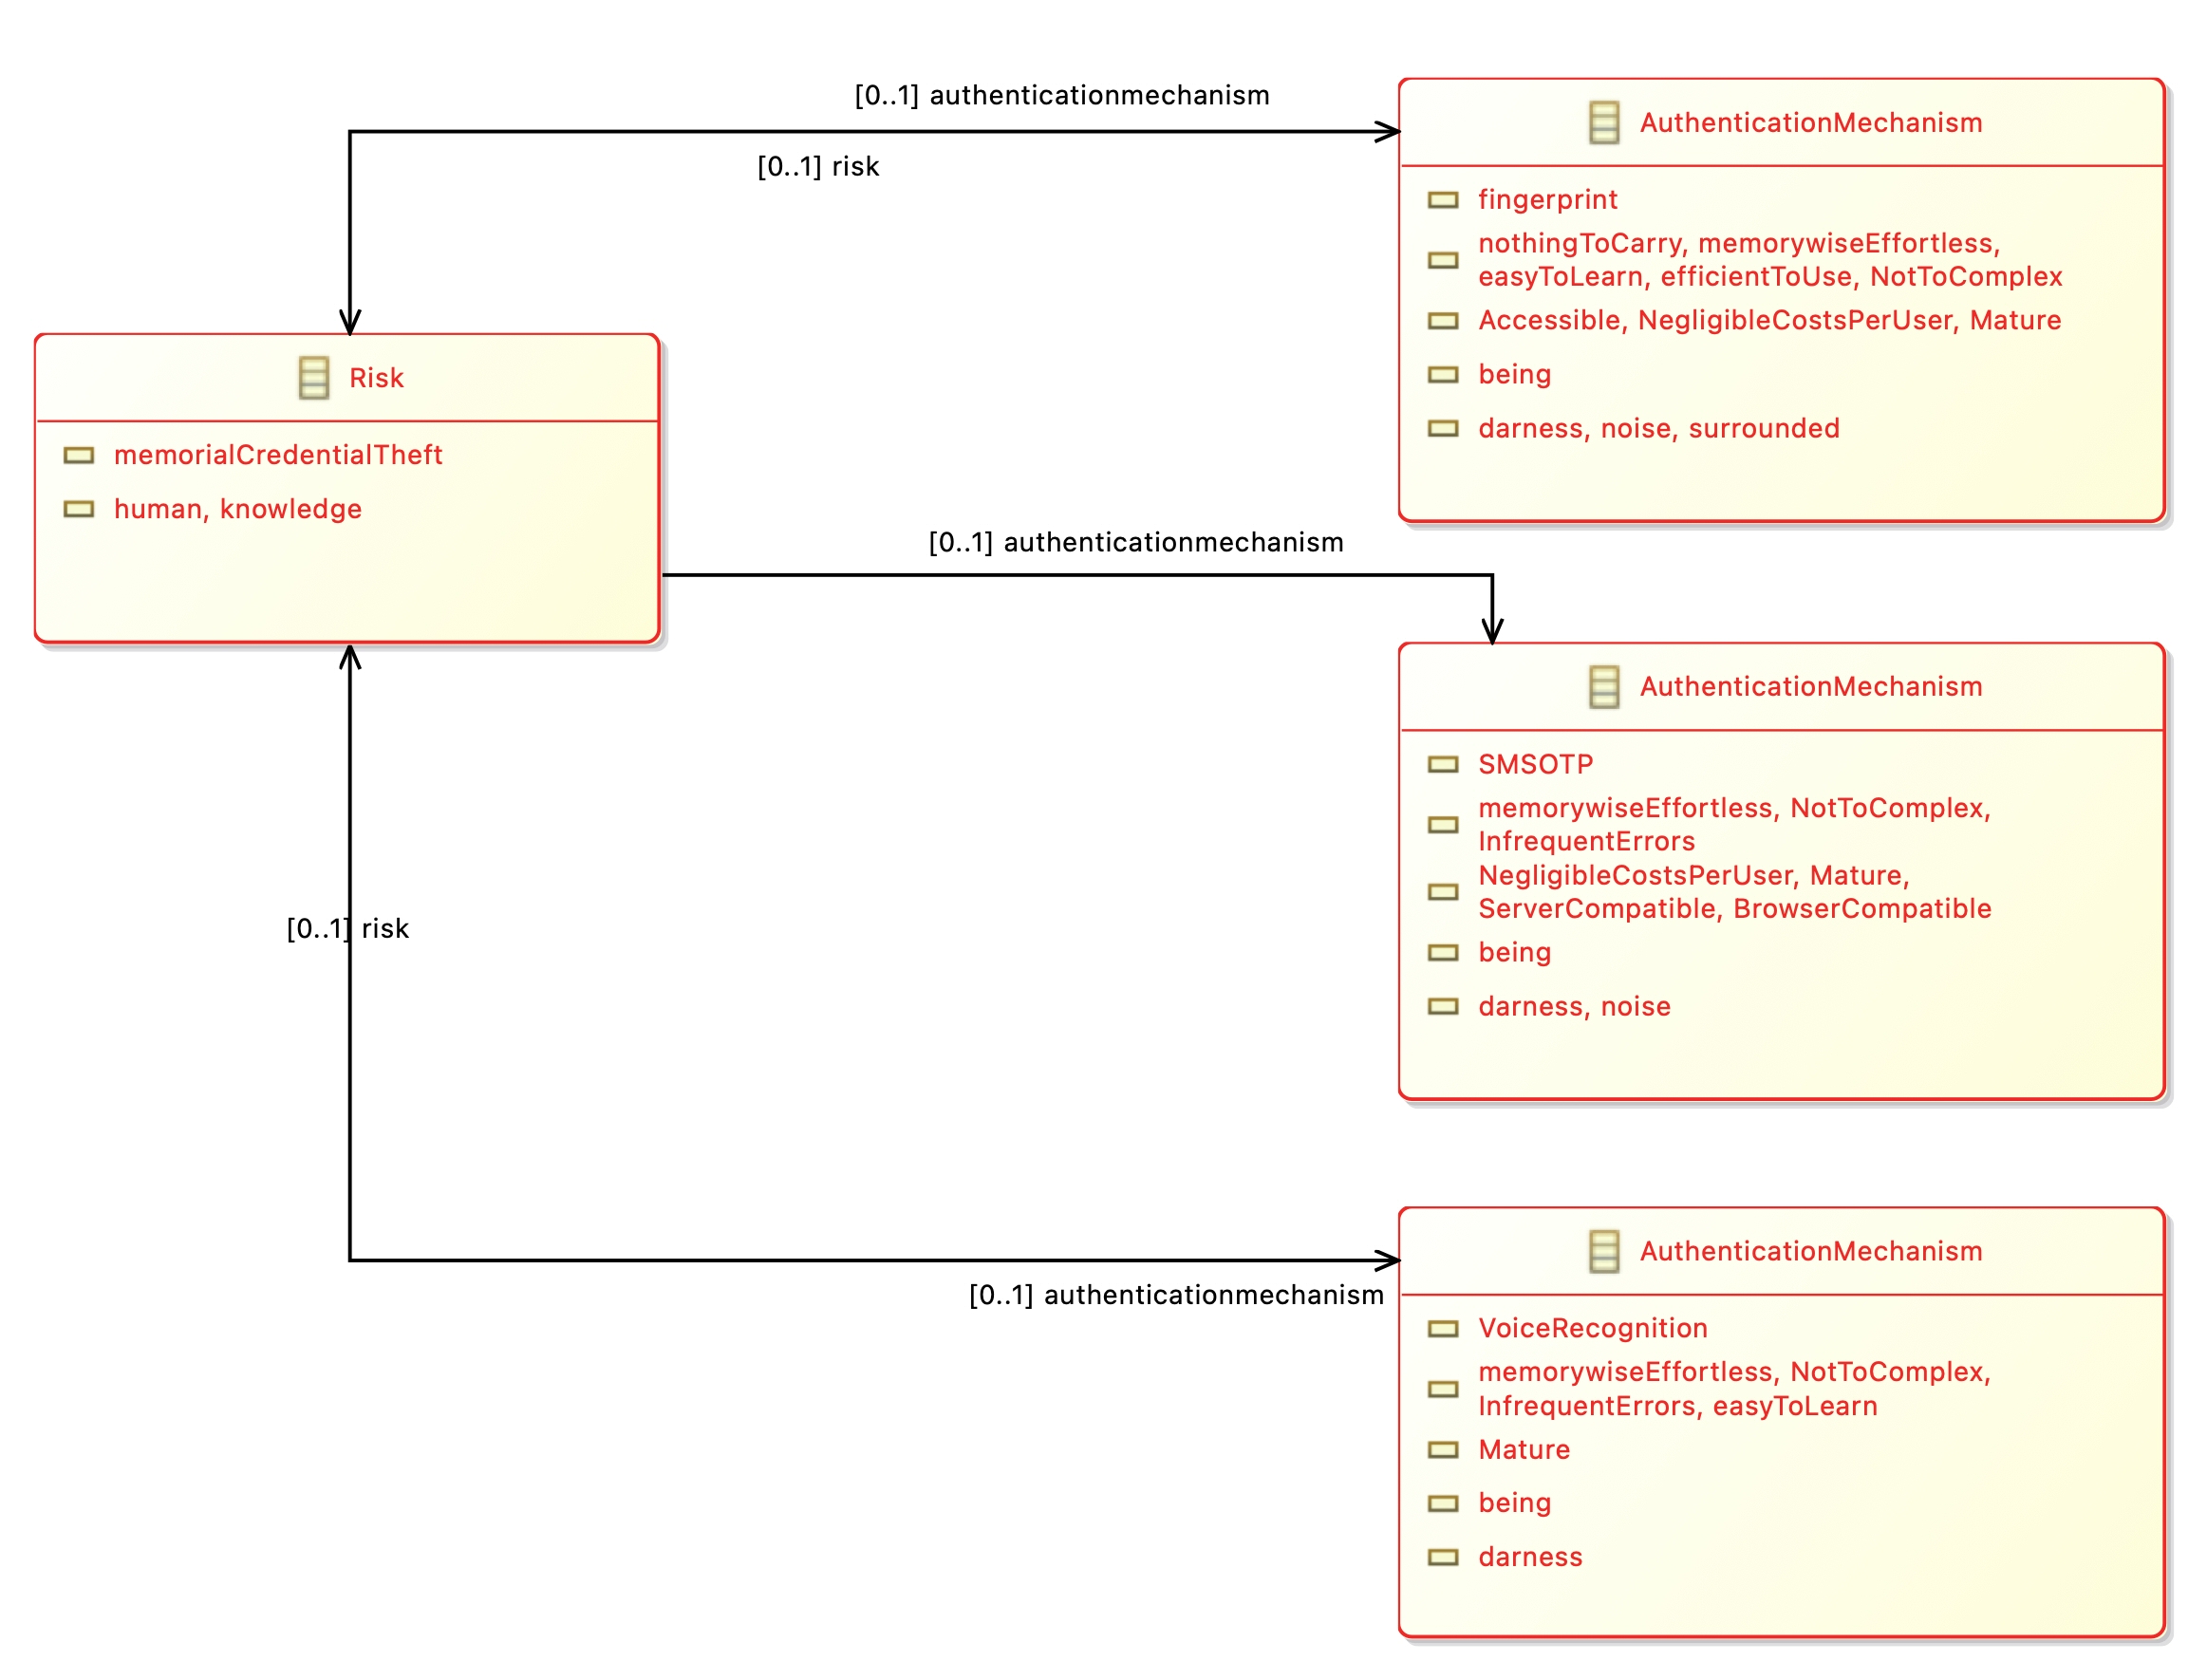 [0..1] authenticationmechanism
[0..1] risk
AuthenticationMechanism
fingerprint
nothingToCarry, memorywiseEffortless,
easyToLearn, efficientToUse, NotToComplex
Accessible, NegligibleCostsPerUser, Mature
being
darness, noise, surrounded
Risk
memorialCredentialTheft
human, knowledge
[0..1] authenticationmechanism
AuthenticationMechanism
SMSOTP
memorywiseEffortless, NotToComplex,
InfrequentErrors
NegligibleCostsPerUser, Mature,
ServerCompatible, BrowserCompatible
being
darness, noise
[0..1] risk
[0..1] authenticationmechanism
AuthenticationMechanism
VoiceRecognition
memorywiseEffortless, NotToComplex,
InfrequentErrors, easyToLearn
Mature
being
darness